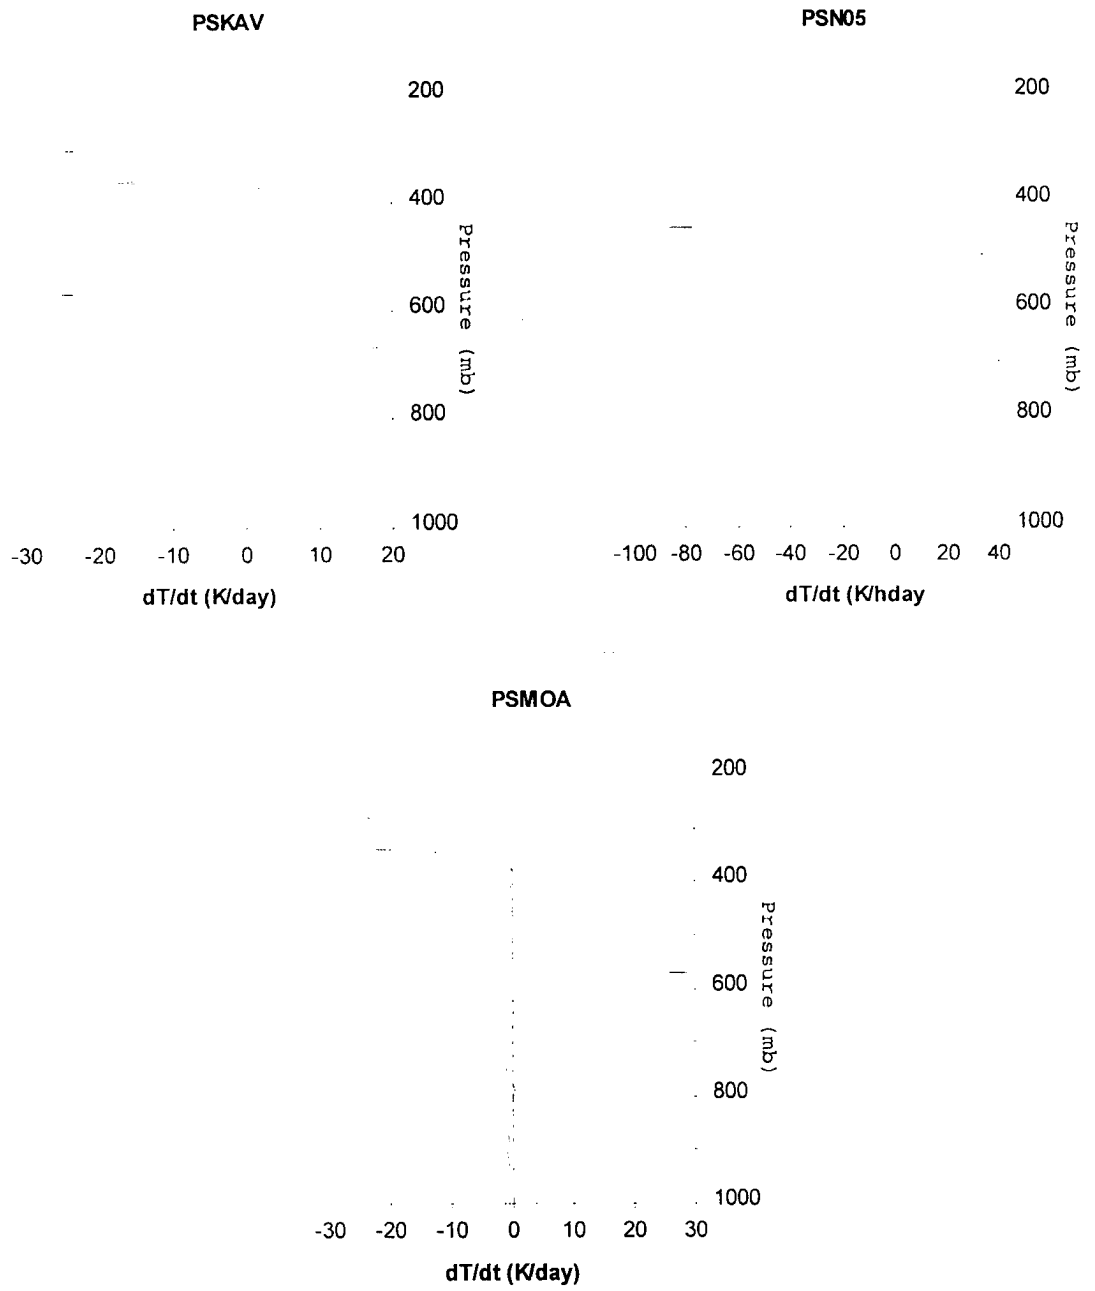 PSKAV
200
400
600
800
1000
Pressure (mb)
-30 -20 -10 0 10 20
dT/dt (K/day)
PSN05
200
400
600
800
1000
Pressure (mb)
-100 -80 -60 -40 -20 0 20 40
dT/dt (K/hday
PSMOA
200
400
600
800
1000
Pressure (mb)
-30 -20 -10 0 10 20 30
dT/dt (K/day)